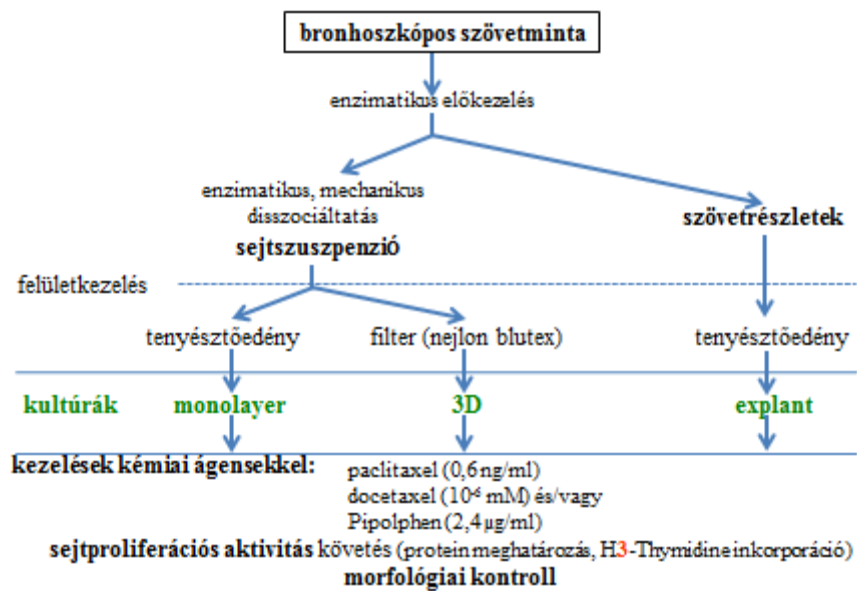 bronhoszkópos szövetminta
enzimatikus előkezelés
enzimatikus, mechanikus
disszociáltatás
sejtszuszpenzió
szövetrészletek
felületkezelés
tenyésztőedény
filter (nejlon blutex)
tenyésztőedény
kultúrák
monolayer
3D
explant
kezelések kémiai ágensekkel:
paclitaxel (0,6 ng/ml)
docetaxel (10⁻⁶ mM) és/vagy
Pipolphen (2,4 µg/ml)
sejtproliferációs aktivitás követés (protein meghatározás, H3-Thymidine inkorporáció)
morfológiai kontroll